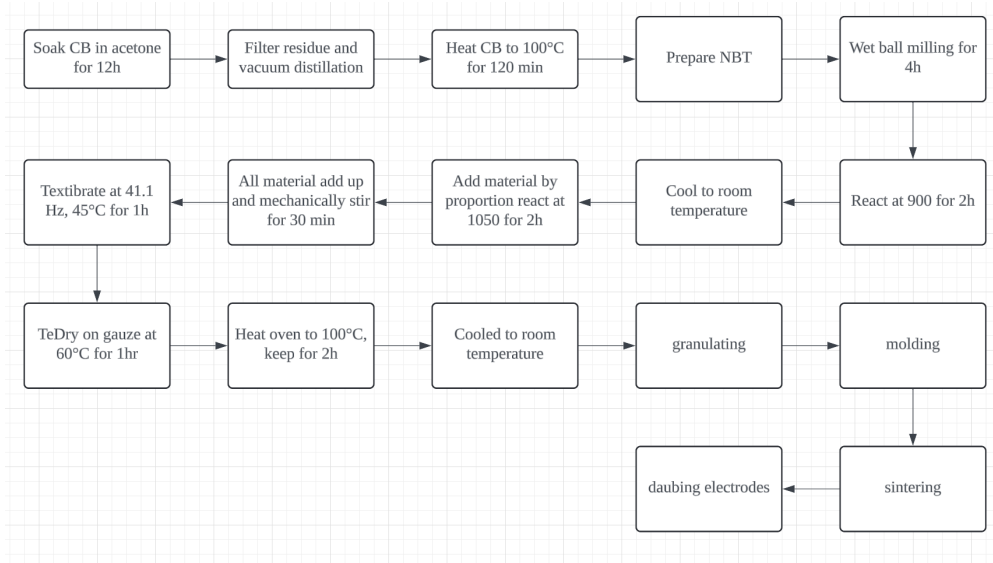 Soak CB in acetone
for 12h
Filter residue and
vacuum distillation
Heat CB to 100°C
for 120 min
Prepare NBT
Wet ball milling for
4h
React at 900 for 2h
Cool to room
temperature
Add material by
proportion react at
1050 for 2h
All material add up
and mechanically stir
for 30 min
Textibrate at 41.1
Hz, 45°C for 1h
TeDry on gauze at
60°C for 1hr
Heat oven to 100°C,
keep for 2h
Cooled to room
temperature
granulating
molding
sintering
daubing electrodes